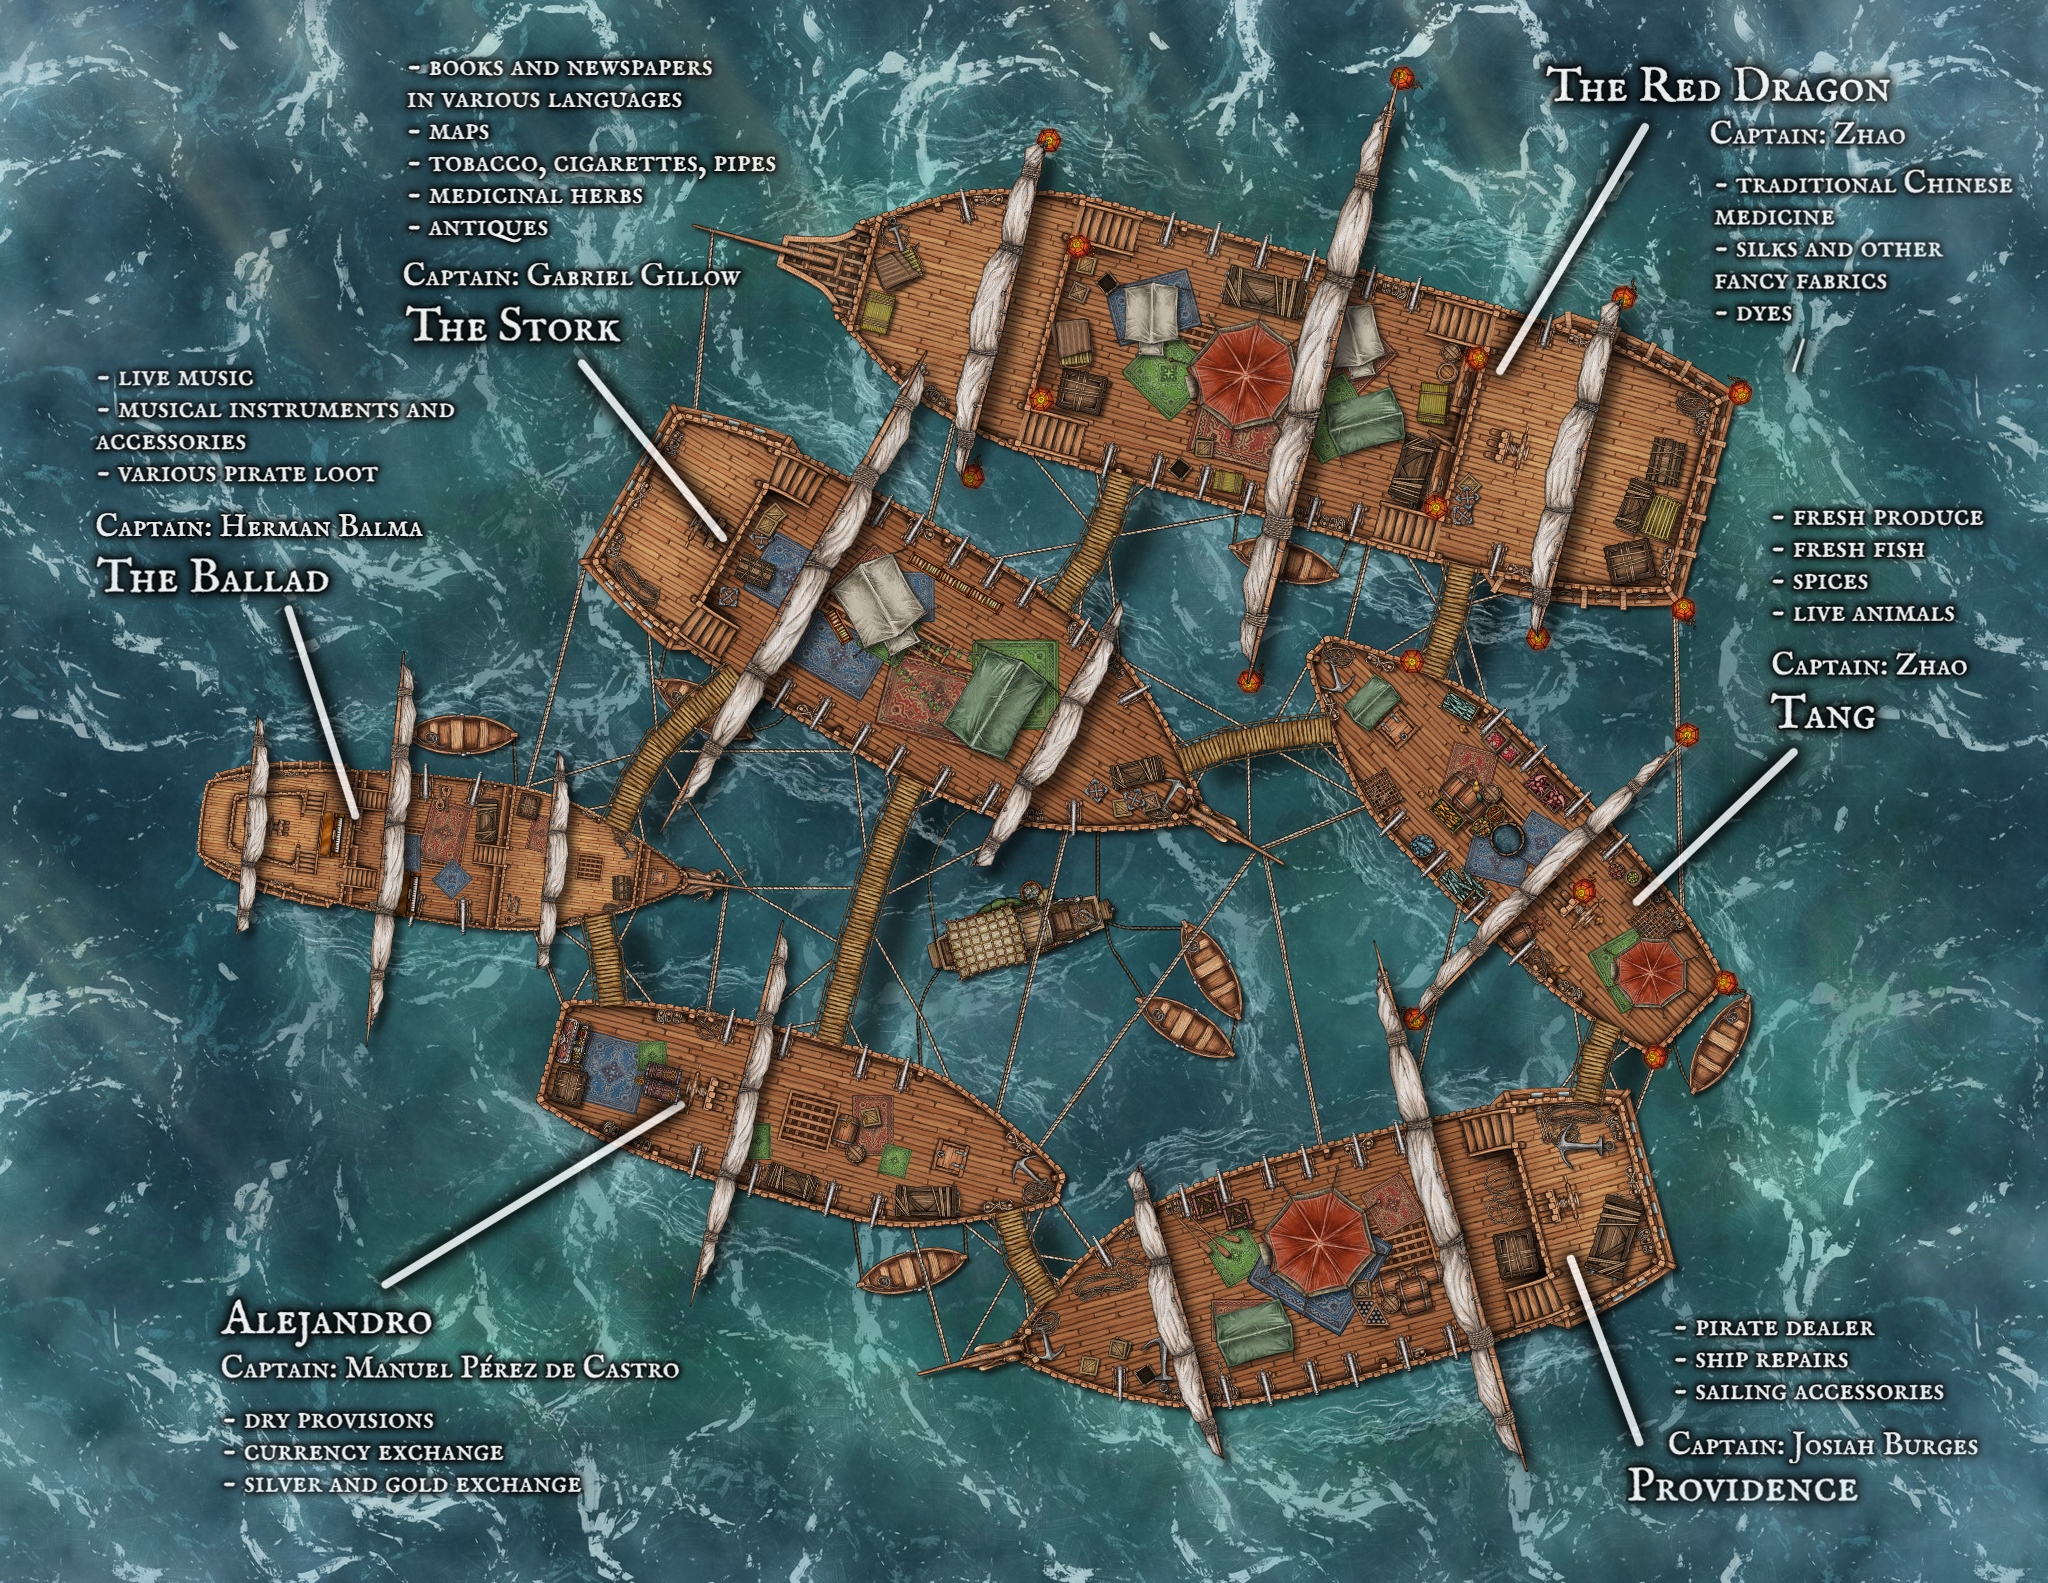 - books and newspapers
in various languages
- maps
- tobacco, cigarettes, pipes
- medicinal herbs
- antiques
Captain: Gabriel Gillow
The Stork
The Red Dragon
Captain: Zhao
- traditional Chinese
medicine
- silks and other
fancy fabrics
- dyes
- live music
- musical instruments and
accessories
- various pirate loot
Captain: Herman Balma
The Ballad
- fresh produce
- fresh fish
- spices
- live animals
Captain: Zhao
Tang
Alejandro
Captain: Manuel Pérez de Castro
- dry provisions
- currency exchange
- silver and gold exchange
- pirate dealer
- ship repairs
- sailing accessories
Captain: Josiah Burges
Providence